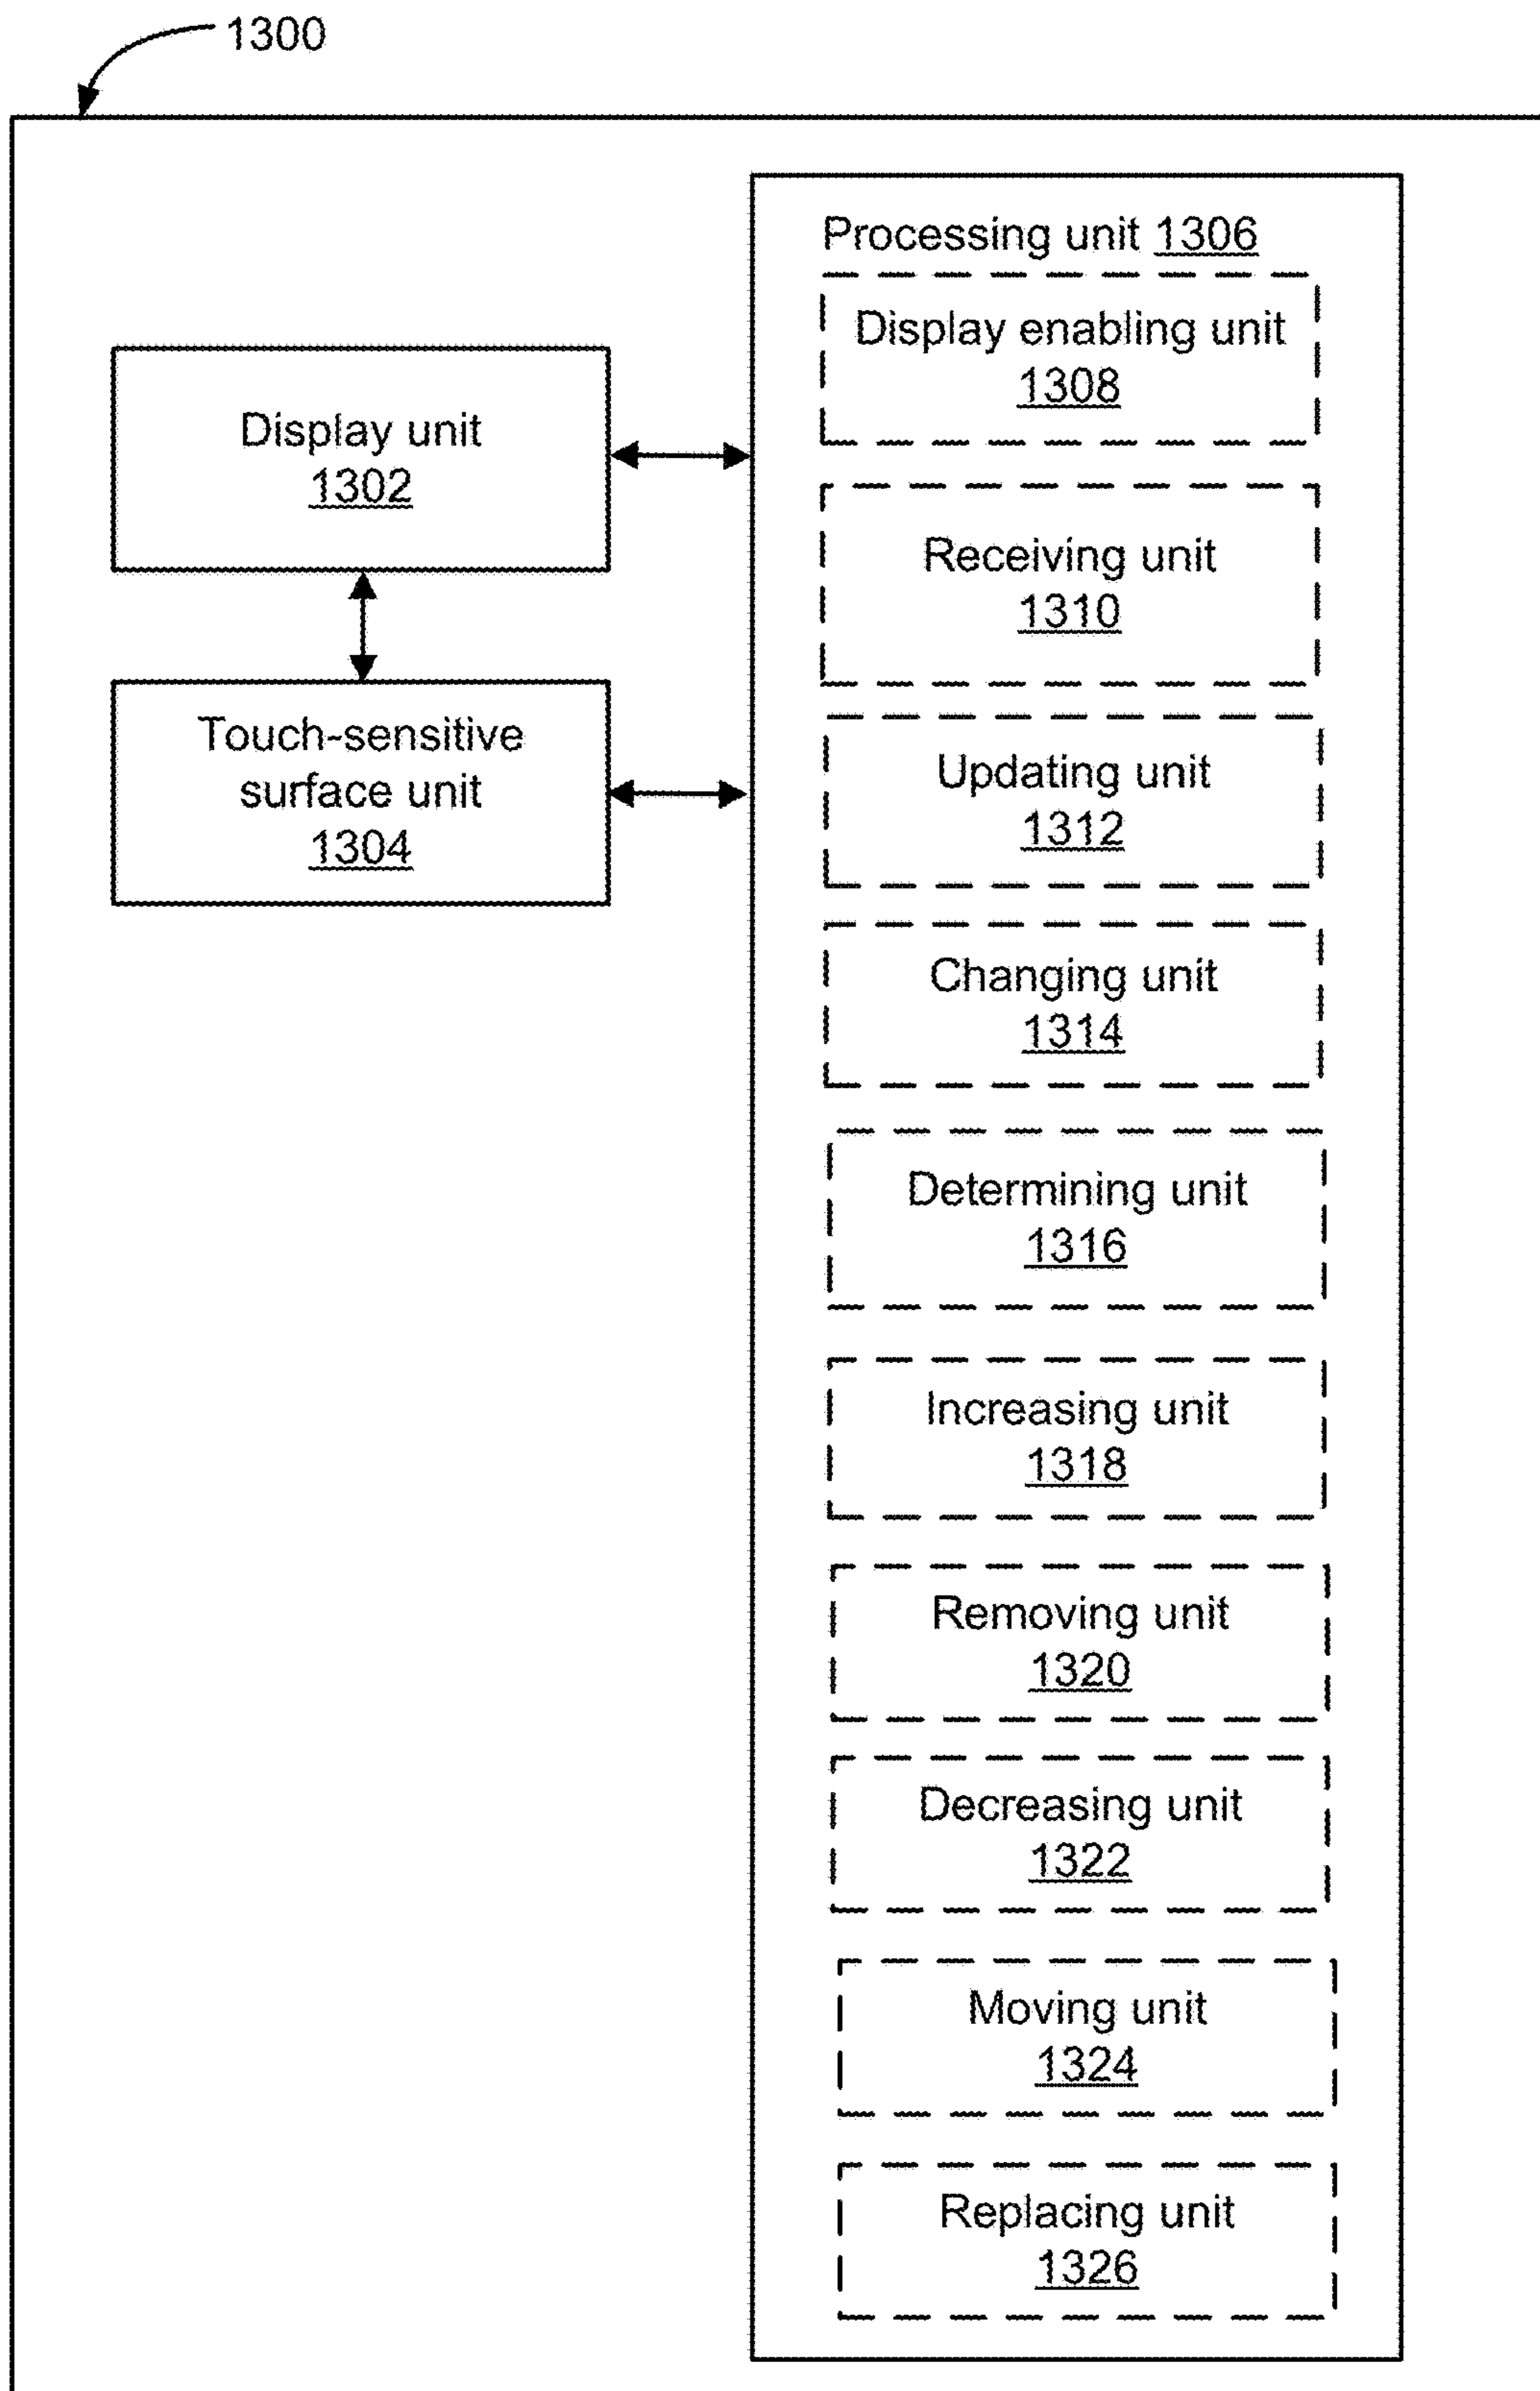 1300
Display unit
1302
Touch-sensitive
surface unit
1304
Processing unit 1306
Display enabling unit
1308
Receiving unit
1310
Updating unit
1312
Changing unit
1314
Determining unit
1316
Increasing unit
1318
Removing unit
1320
Decreasing unit
1322
Moving unit
1324
Replacing unit
1326